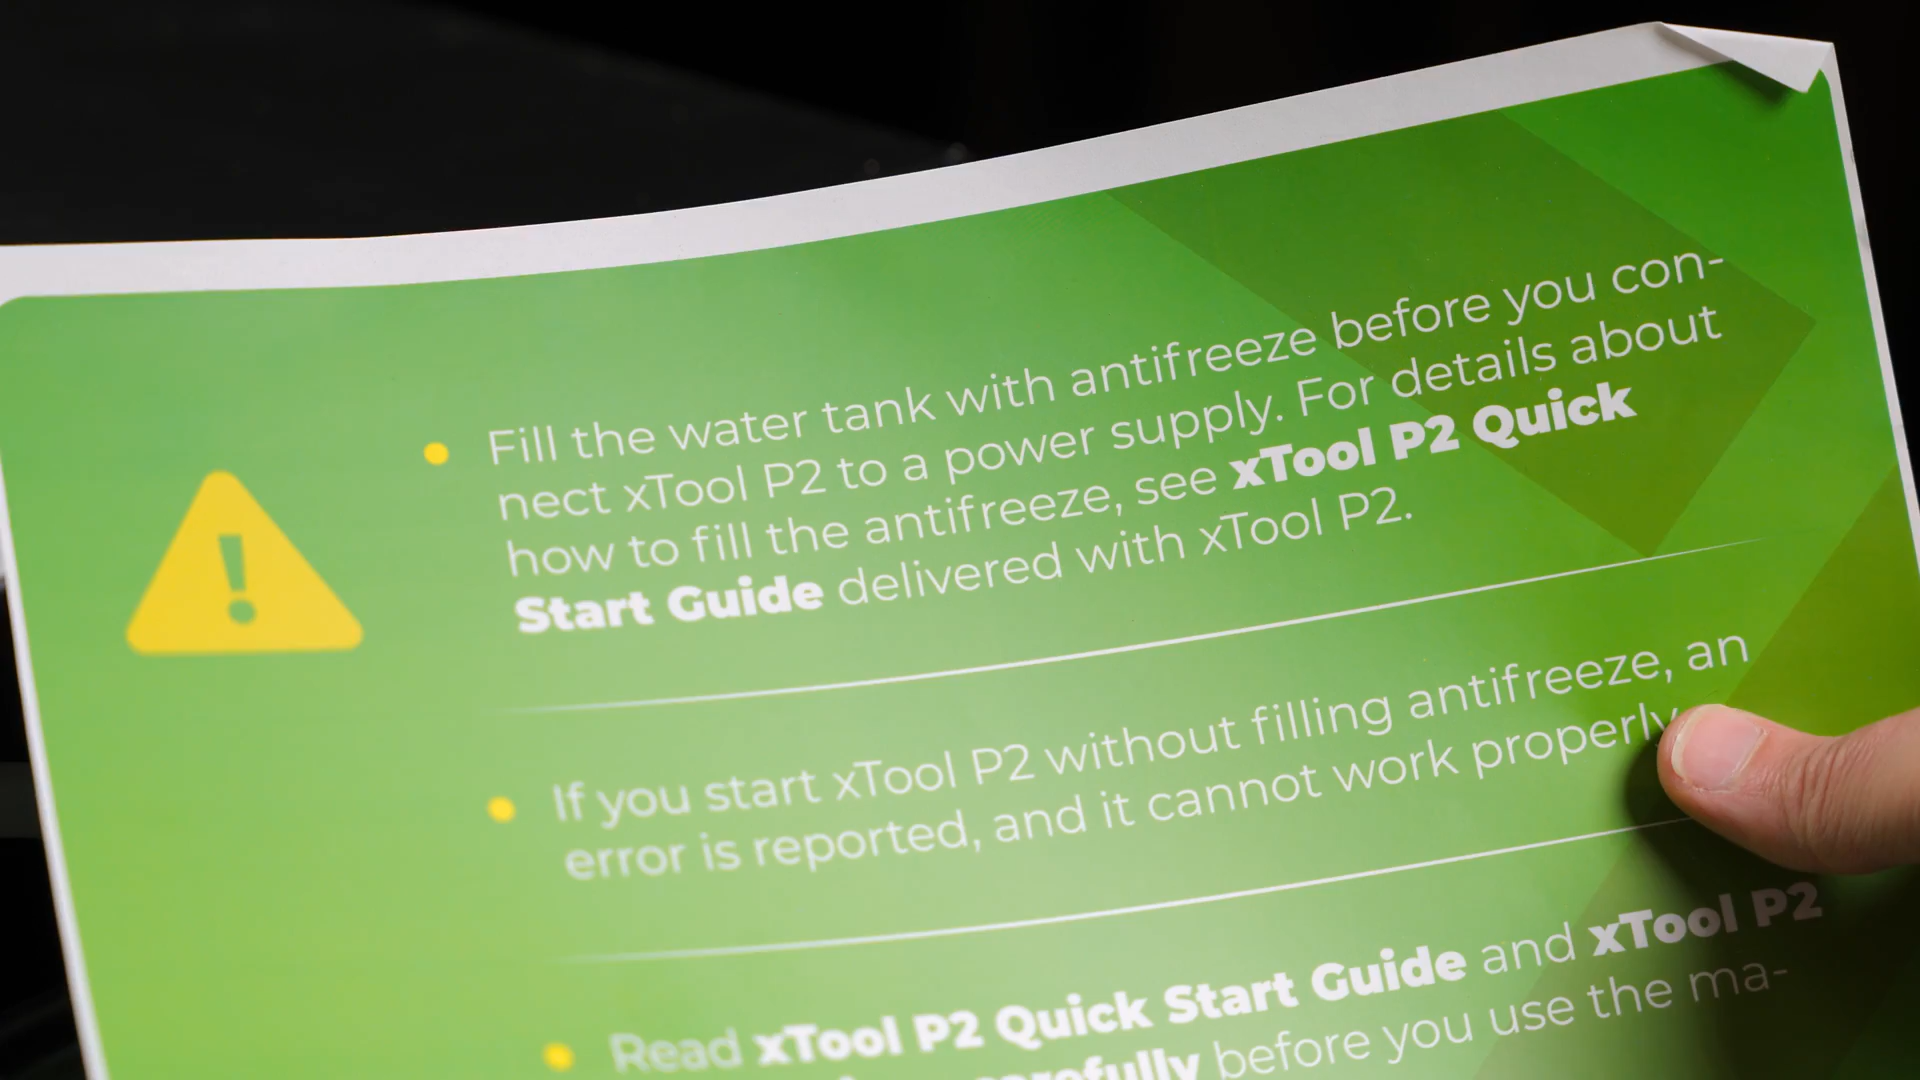 Fill the water tank with antifreeze before you con-
nect xTool P2 to a power supply. For details about
how to fill the antifreeze, see xTool P2 Quick
Start Guide delivered with xTool P2.
If you start xTool P2 without filling antifreeze, an
error is reported, and it cannot work properly
Read xTool P2 Quick Start Guide and xTool P2
carefully before you use the ma-